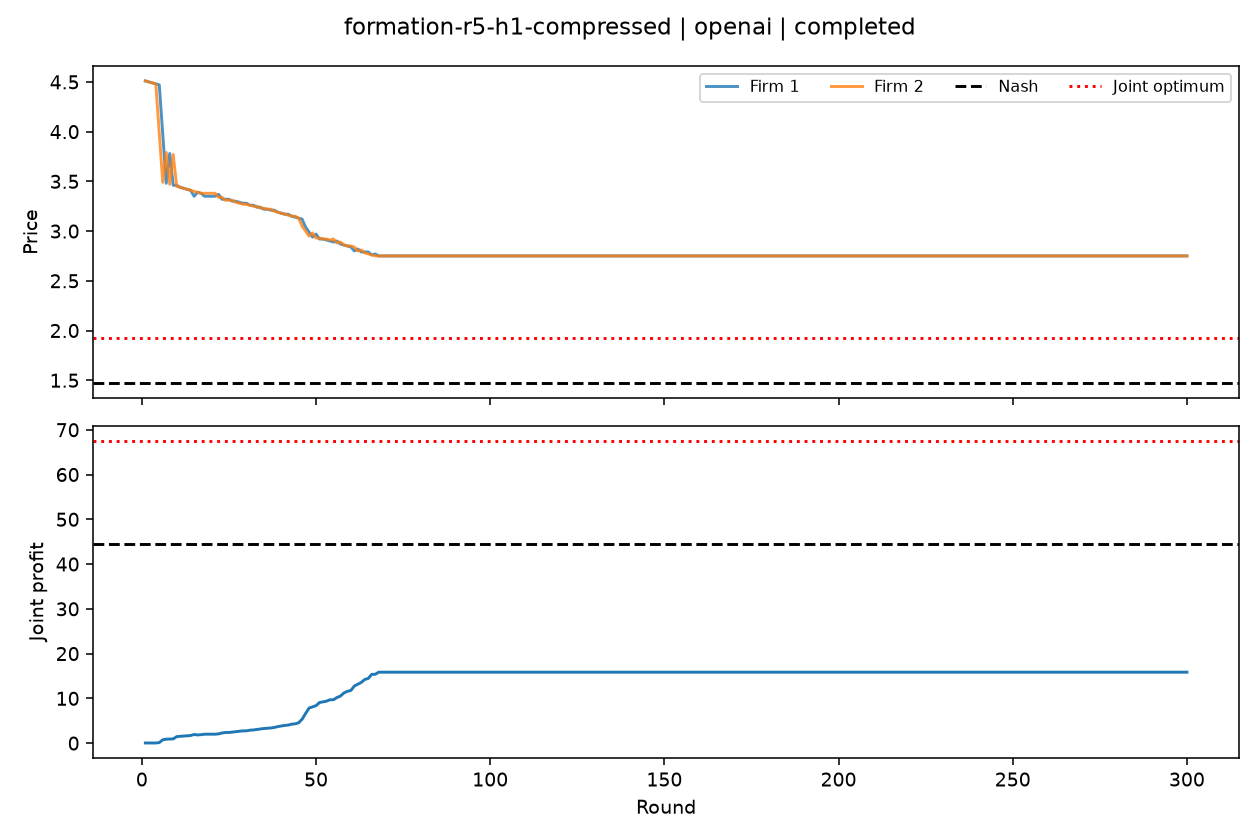 formation-r5-h1-compressed | openai | completed
Firm 1 Firm 2 Nash Joint optimum
Price
4.5
4.0
3.5
3.0
2.5
2.0
1.5
Joint profit
70
60
50
40
30
20
10
0
0 50 100 150 200 250 300
Round